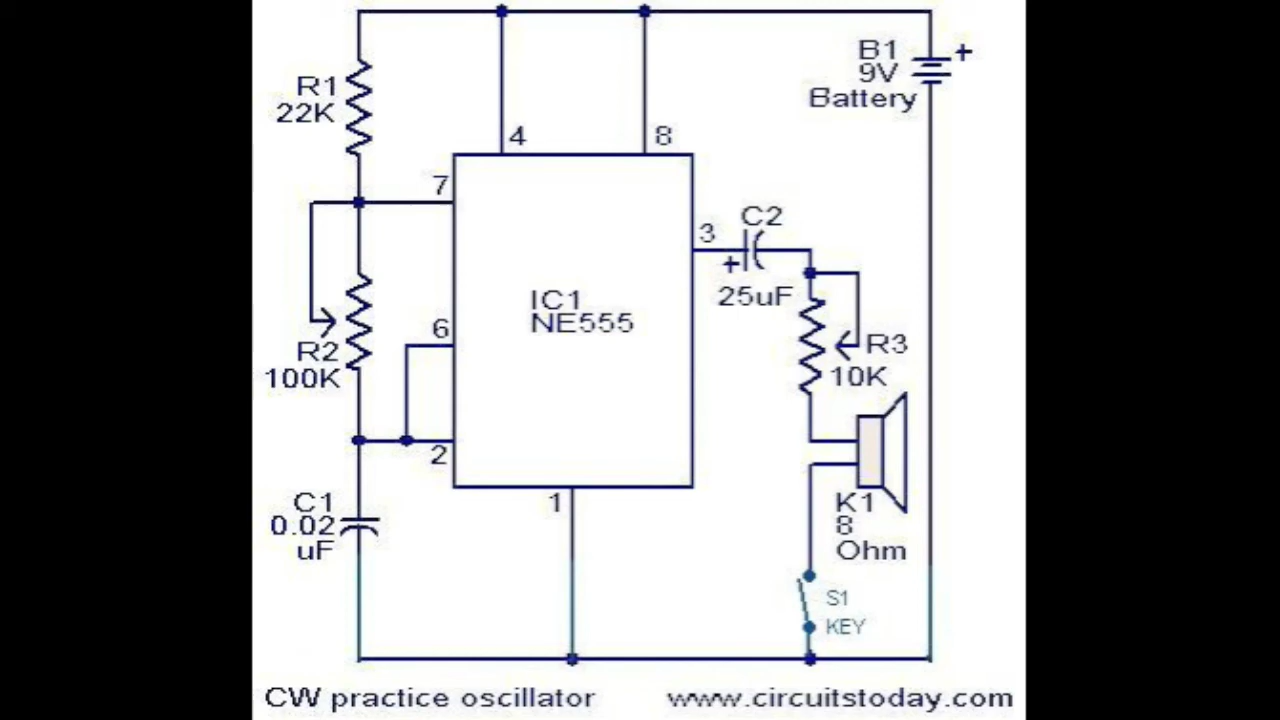 B1
9V
Battery
+
R1
22K
4
8
7
3
C2
+
25uF
IC1
NE555
6
R2
100K
R3
10K
2
C1
0.02
uF
1
K1
8
Ohm
S1
KEY
CW practice oscillator
www.circuitstoday.com